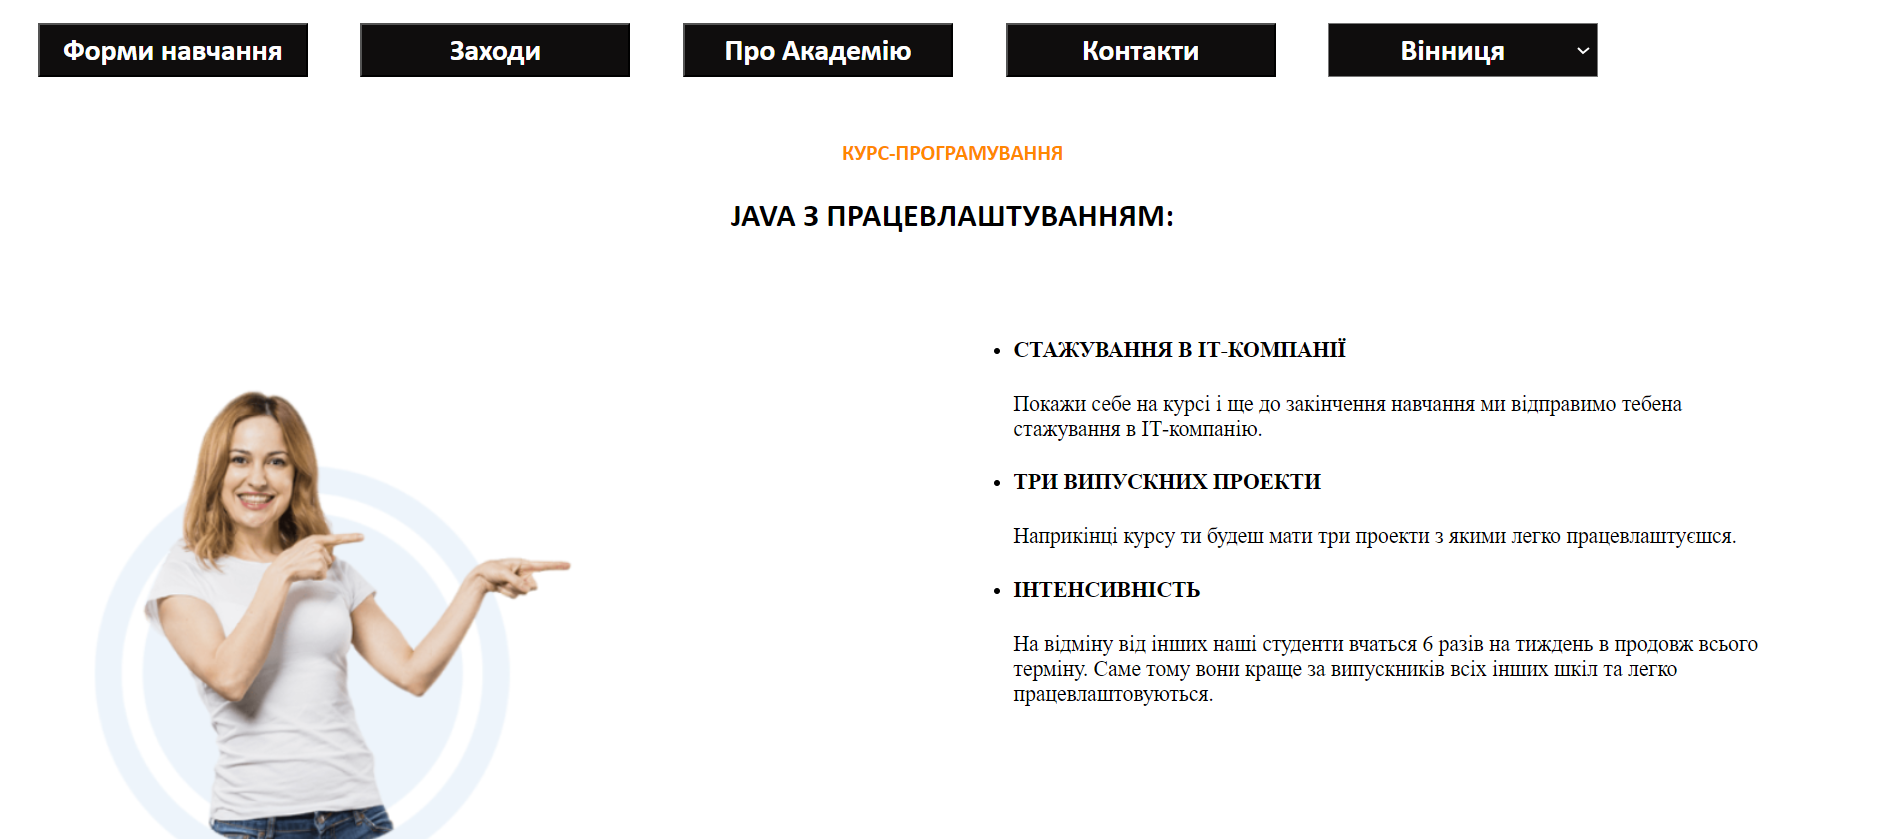 Форми навчання
Заходи
Про Академію
Контакти
Вінниця
КУРС-ПРОГРАМУВАННЯ
JAVA З ПРАЦЕВЛАШТУВАННЯМ:
СТАЖУВАННЯ В ІТ-КОМПАНІЇ
Покажи себе на курсі і ще до закінчення навчання ми відправимо тебена
стажування в ІТ-компанію.
ТРИ ВИПУСКНИХ ПРОЕКТИ
Наприкінці курсу ти будеш мати три проекти з якими легко працевлаштуєшся.
ІНТЕНСИВНІСТЬ
На відміну від інших наші студенти вчаться 6 разів на тиждень в продовж всього
терміну. Саме тому вони краще за випускників всіх інших шкіл та легко
працевлаштовуються.